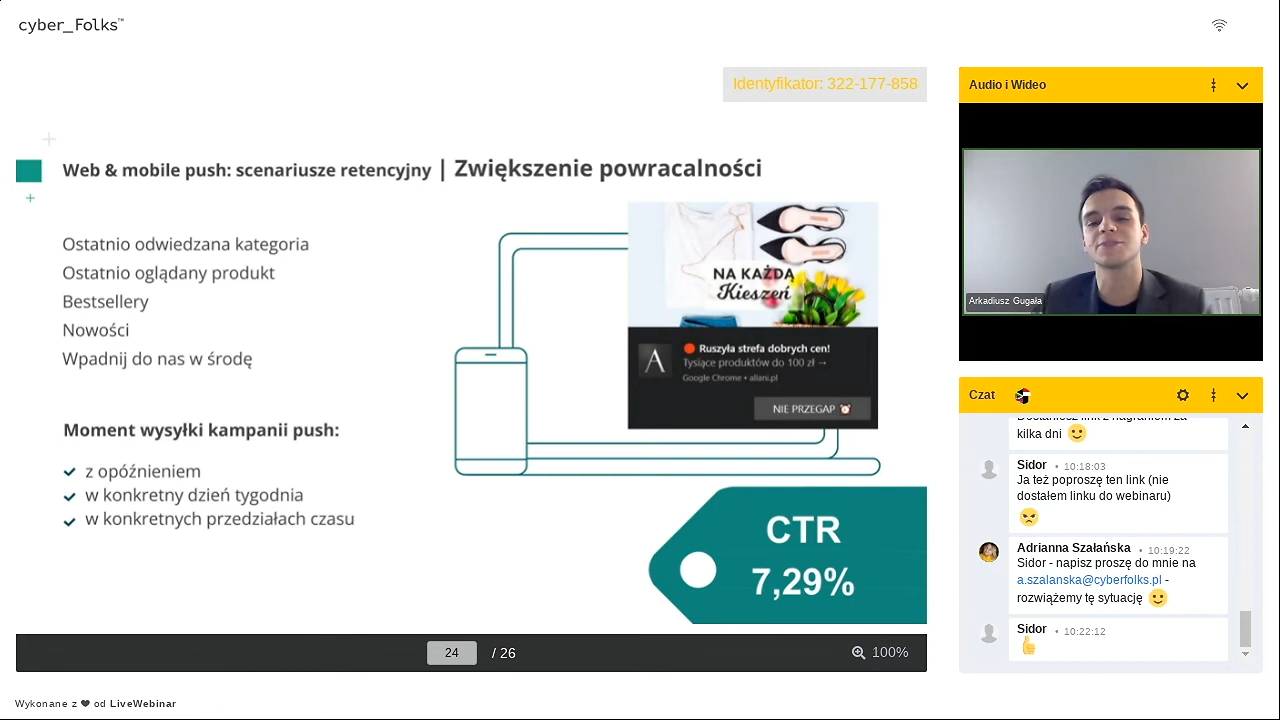 cyber_Folks™
Identyfikator: 322-177-858
Web & mobile push: scenariusze retencyjny | Zwiększenie powracalności
Ostatnio odwiedzana kategoria
Ostatnio oglądany produkt
Bestsellery
Nowości
Wpadnij do nas w środę
Moment wysyłki kampanii push:
z opóźnieniem
w konkretny dzień tygodnia
w konkretnych przedziałach czasu
NA KAŻDĄ
Kieszeń
A
Ruszyła strefa dobrych cen!
Tysiące produktów do 100 zł →
Google Chrome • allani.pl
NIE PRZEGAP
CTR
7,29%
24 / 26
100%
Wykonane z ❤ od LiveWebinar
Audio i Wideo
Arkadiusz Gugała
Czat
Dostaniesz link z nagraniem za
kilka dni
Sidor • 10:18:03
Ja też poproszę ten link (nie
dostałem linku do webinaru)
Adrianna Szałańska • 10:19:22
Sidor - napisz proszę do mnie na
a.szalanska@cyberfolks.pl -
rozwiążemy tę sytuację
Sidor • 10:22:12